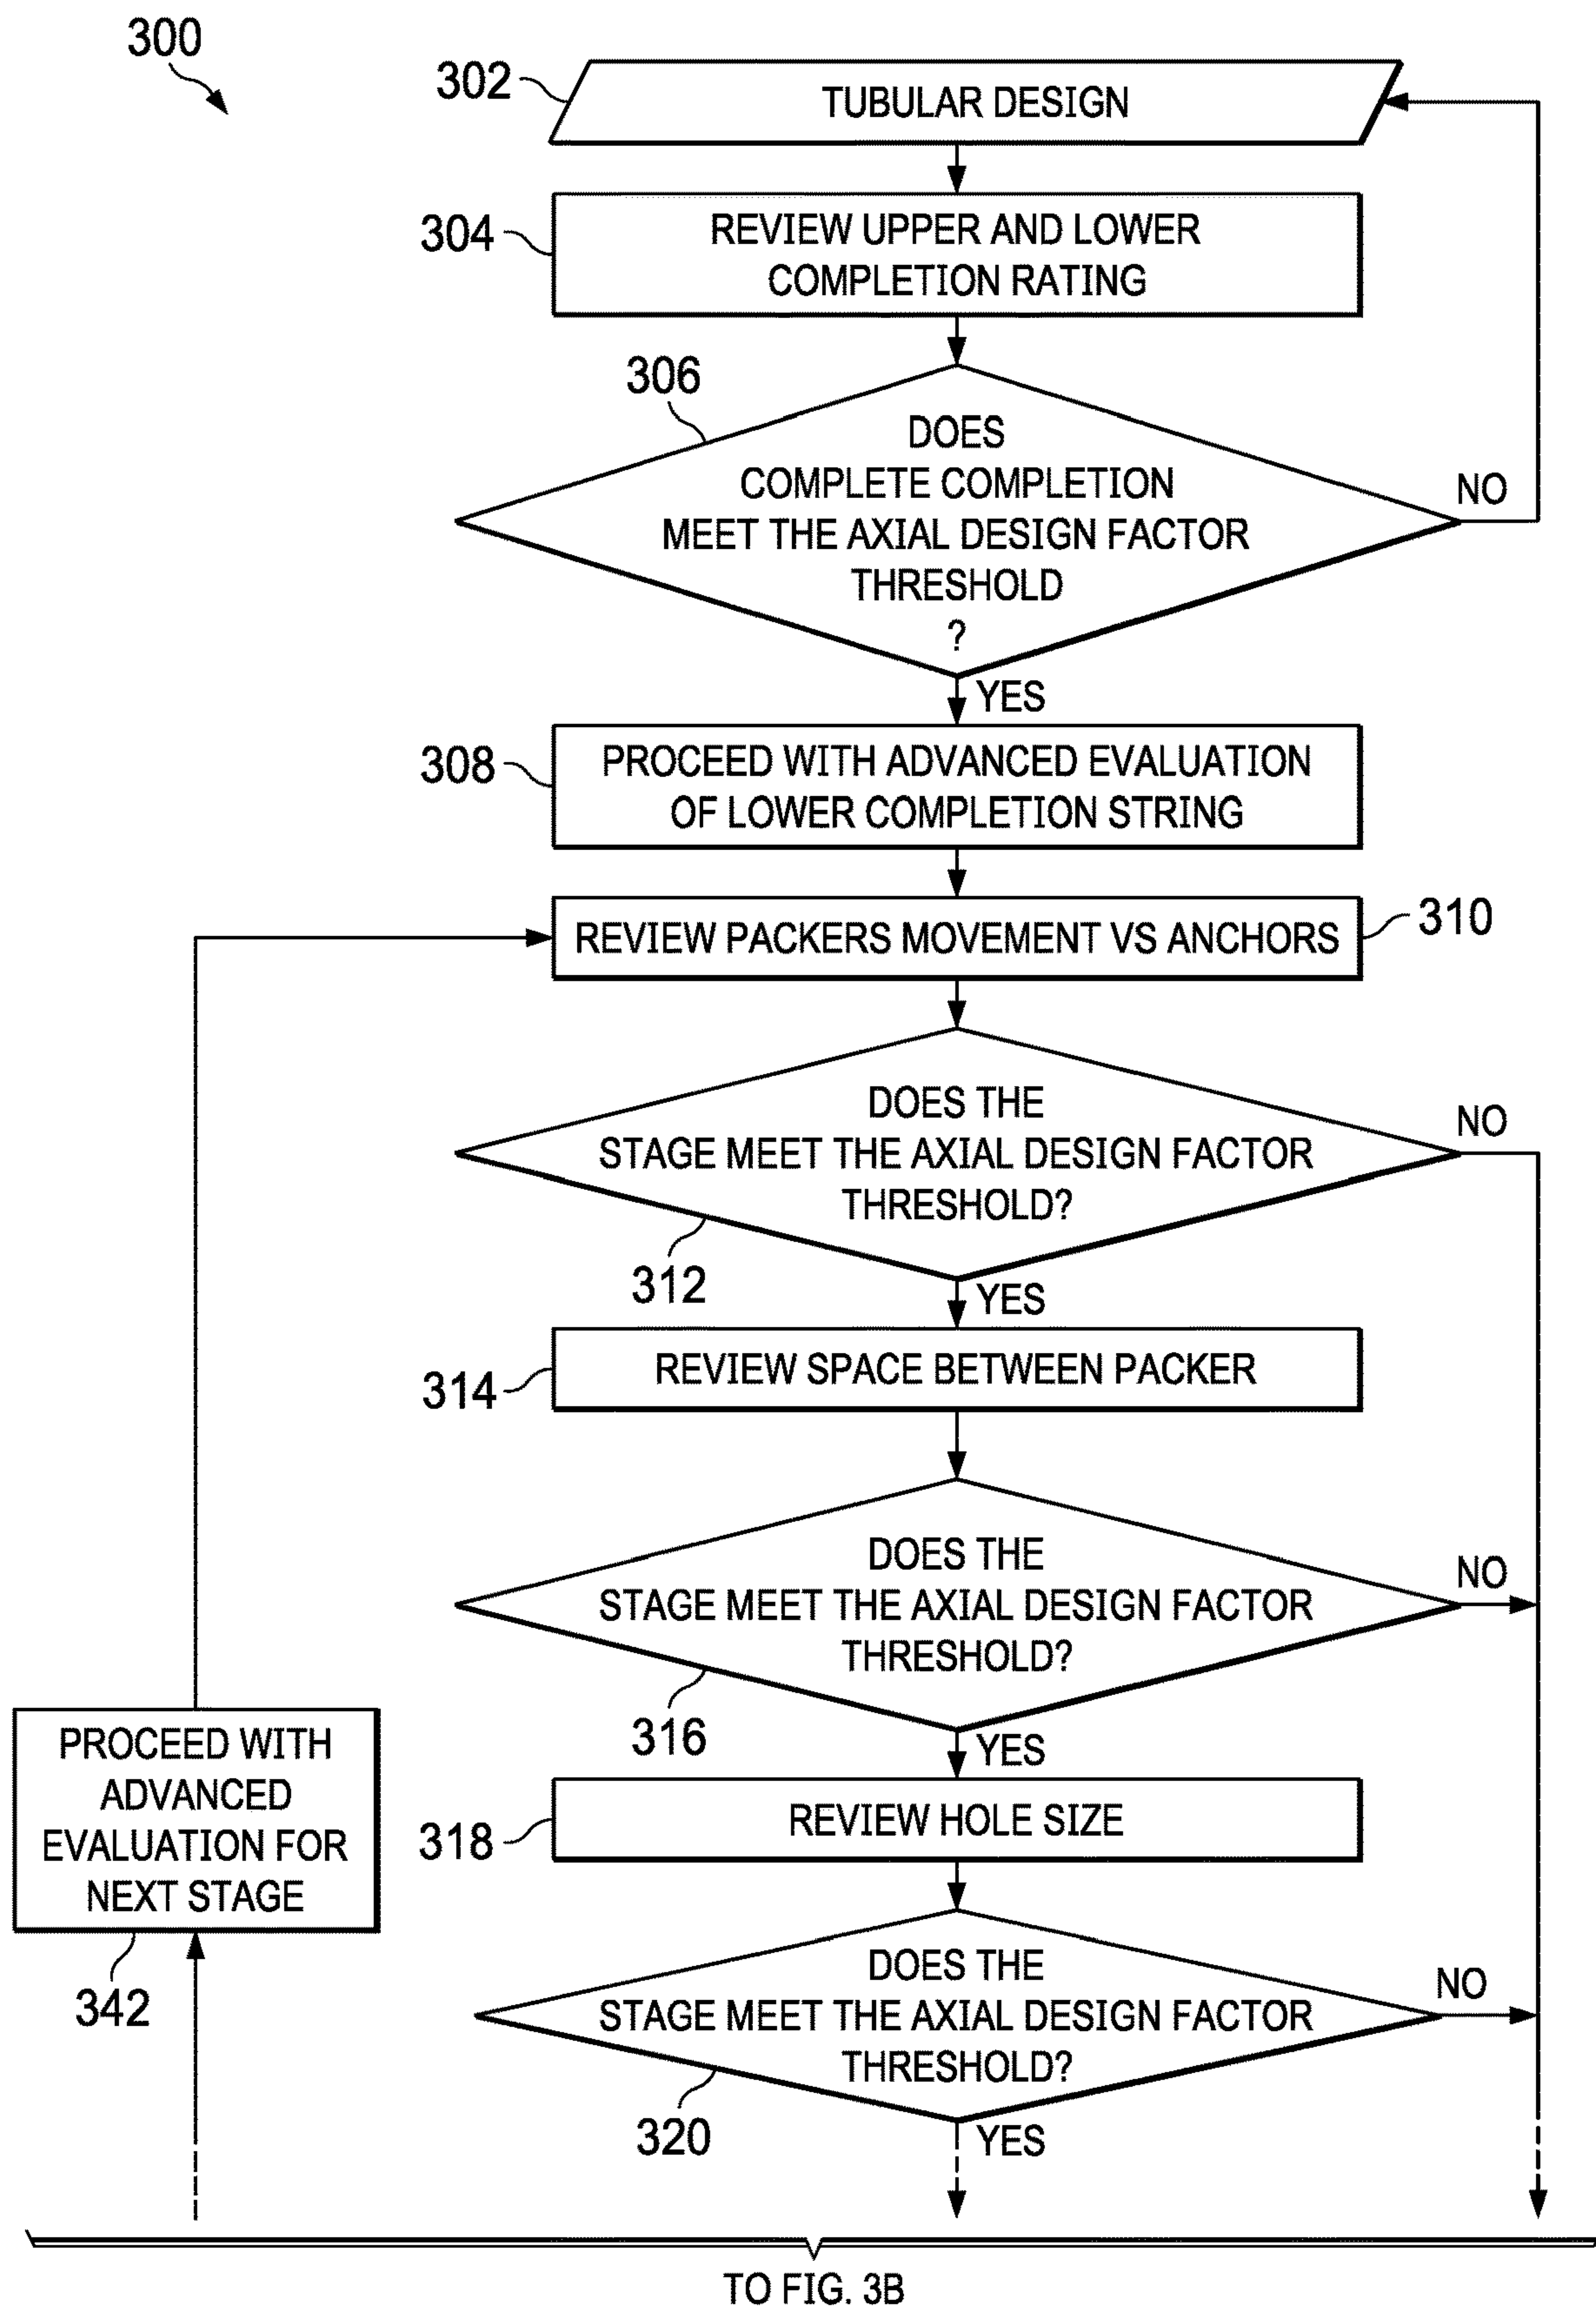 300
302
TUBULAR DESIGN
304
REVIEW UPPER AND LOWER
COMPLETION RATING
306
DOES
COMPLETE COMPLETION
MEET THE AXIAL DESIGN FACTOR
THRESHOLD
?
NO
YES
308
PROCEED WITH ADVANCED EVALUATION
OF LOWER COMPLETION STRING
REVIEW PACKERS MOVEMENT VS ANCHORS
310
DOES THE
STAGE MEET THE AXIAL DESIGN FACTOR
THRESHOLD?
NO
312
YES
314
REVIEW SPACE BETWEEN PACKER
DOES THE
STAGE MEET THE AXIAL DESIGN FACTOR
THRESHOLD?
NO
316
YES
318
REVIEW HOLE SIZE
DOES THE
STAGE MEET THE AXIAL DESIGN FACTOR
THRESHOLD?
NO
320
YES
PROCEED WITH
ADVANCED
EVALUATION FOR
NEXT STAGE
342
TO FIG. 3B